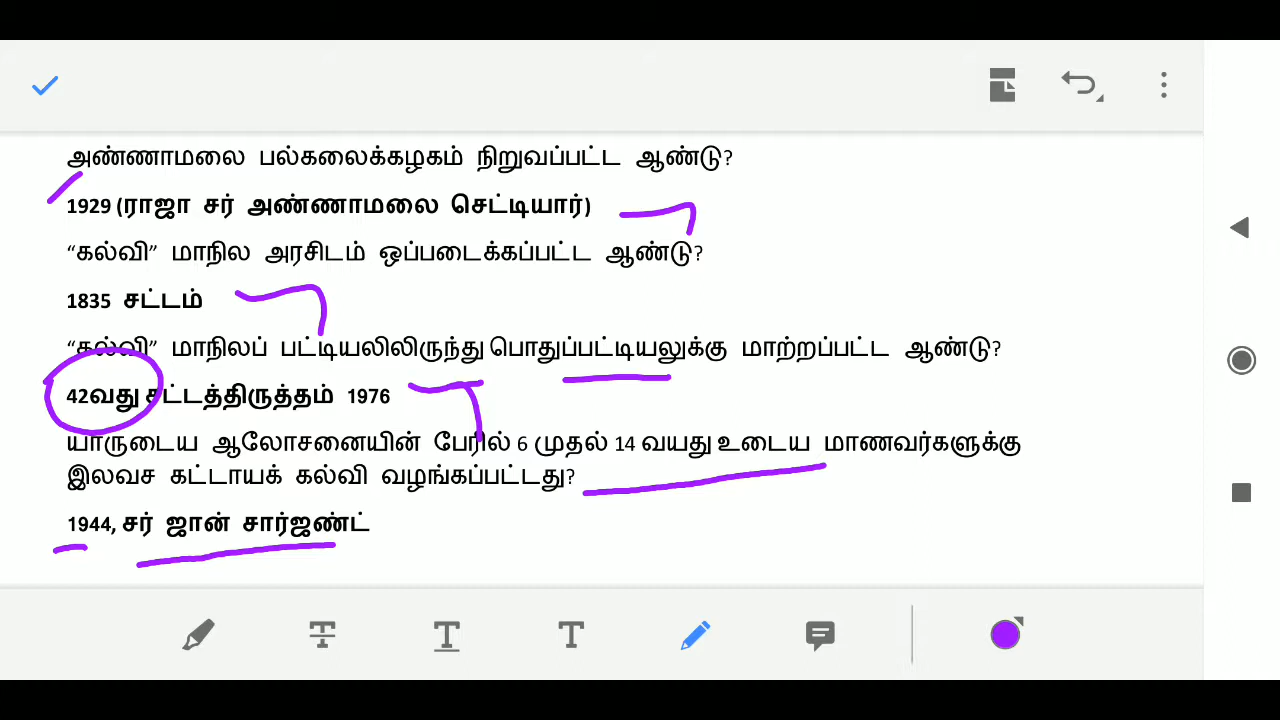 அண்ணாமலை பல்கலைக்கழகம் நிறுவப்பட்ட ஆண்டு?
1929 (ராஜா சர் அண்ணாமலை செட்டியார்)
“கல்வி” மாநில அரசிடம் ஒப்படைக்கப்பட்ட ஆண்டு?
1835 சட்டம்
“கல்வி” மாநிலப் பட்டியலிலிருந்து பொதுப்பட்டியலுக்கு மாற்றப்பட்ட ஆண்டு?
42வது சட்டத்திருத்தம் 1976
யாருடைய ஆலோசனையின் பேரில் 6 முதல் 14 வயது உடைய மாணவர்களுக்கு
இலவச கட்டாயக் கல்வி வழங்கப்பட்டது?
1944, சர் ஜான் சார்ஜண்ட்